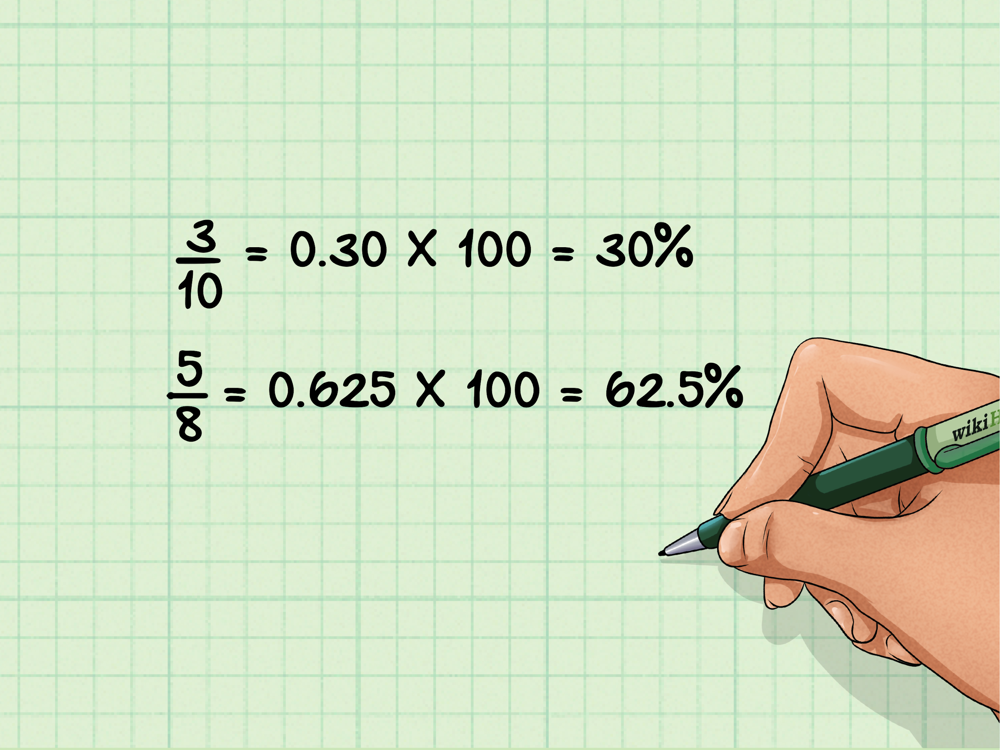 3/10 = 0.30 X 100 = 30%
5/8 = 0.625 X 100 = 62.5%
wikiH